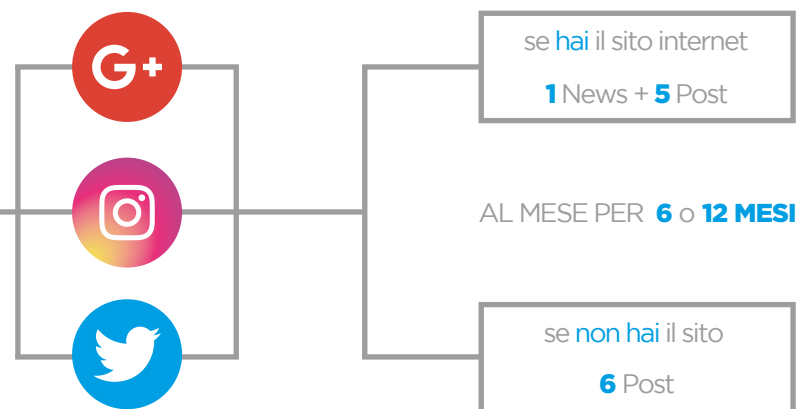 G+
se hai il sito internet
1 News + 5 Post
AL MESE PER 6 o 12 MESI
se non hai il sito
6 Post